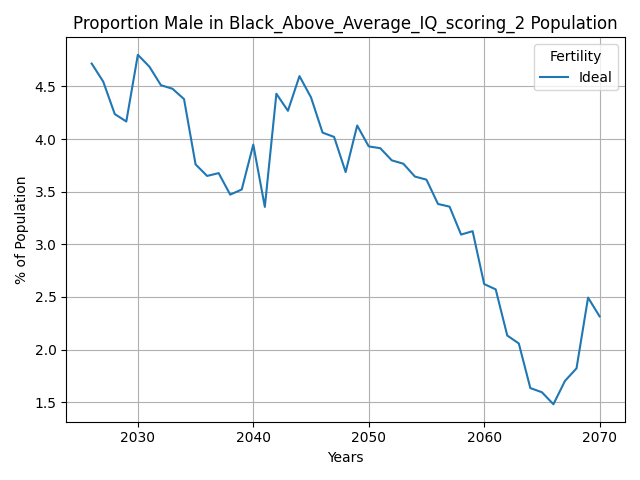 Proportion Male in Black_Above_Average_IQ_scoring_2 Population
Fertility
Ideal
% of Population
4.5
4.0
3.5
3.0
2.5
2.0
1.5
2030 2040 2050 2060 2070
Years